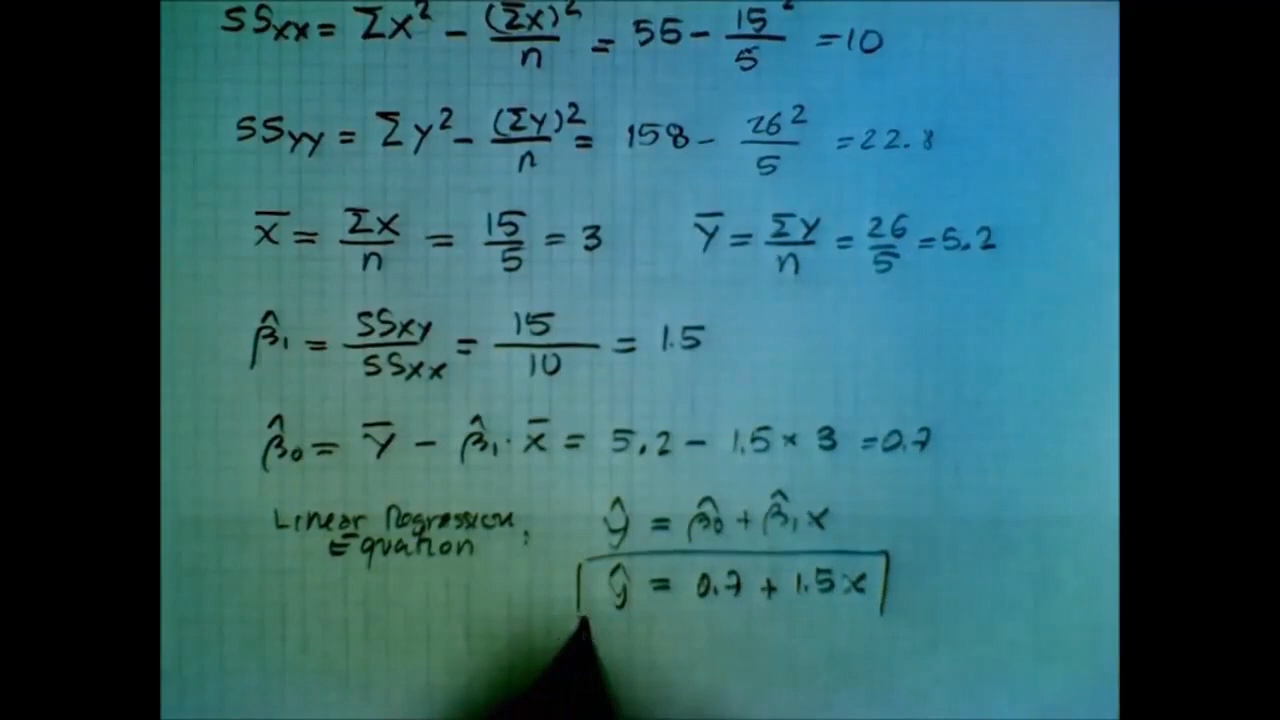 SSxx = Σx² - (Σx)²/n = 55 - 15²/5 = 10
SSyy = Σy² - (Σy)²/n = 158 - 26²/5 = 22.8
x̄ = Σx/n = 15/5 = 3 ȳ = Σy/n = 26/5 = 5.2
β̂₁ = SSxy/SSxx = 15/10 = 1.5
β̂₀ = ȳ - β̂₁ · x̄ = 5.2 - 1.5 × 3 = 0.7
Linear Regression ŷ = β̂₀ + β̂₁x
Equation :
ŷ = 0.7 + 1.5x